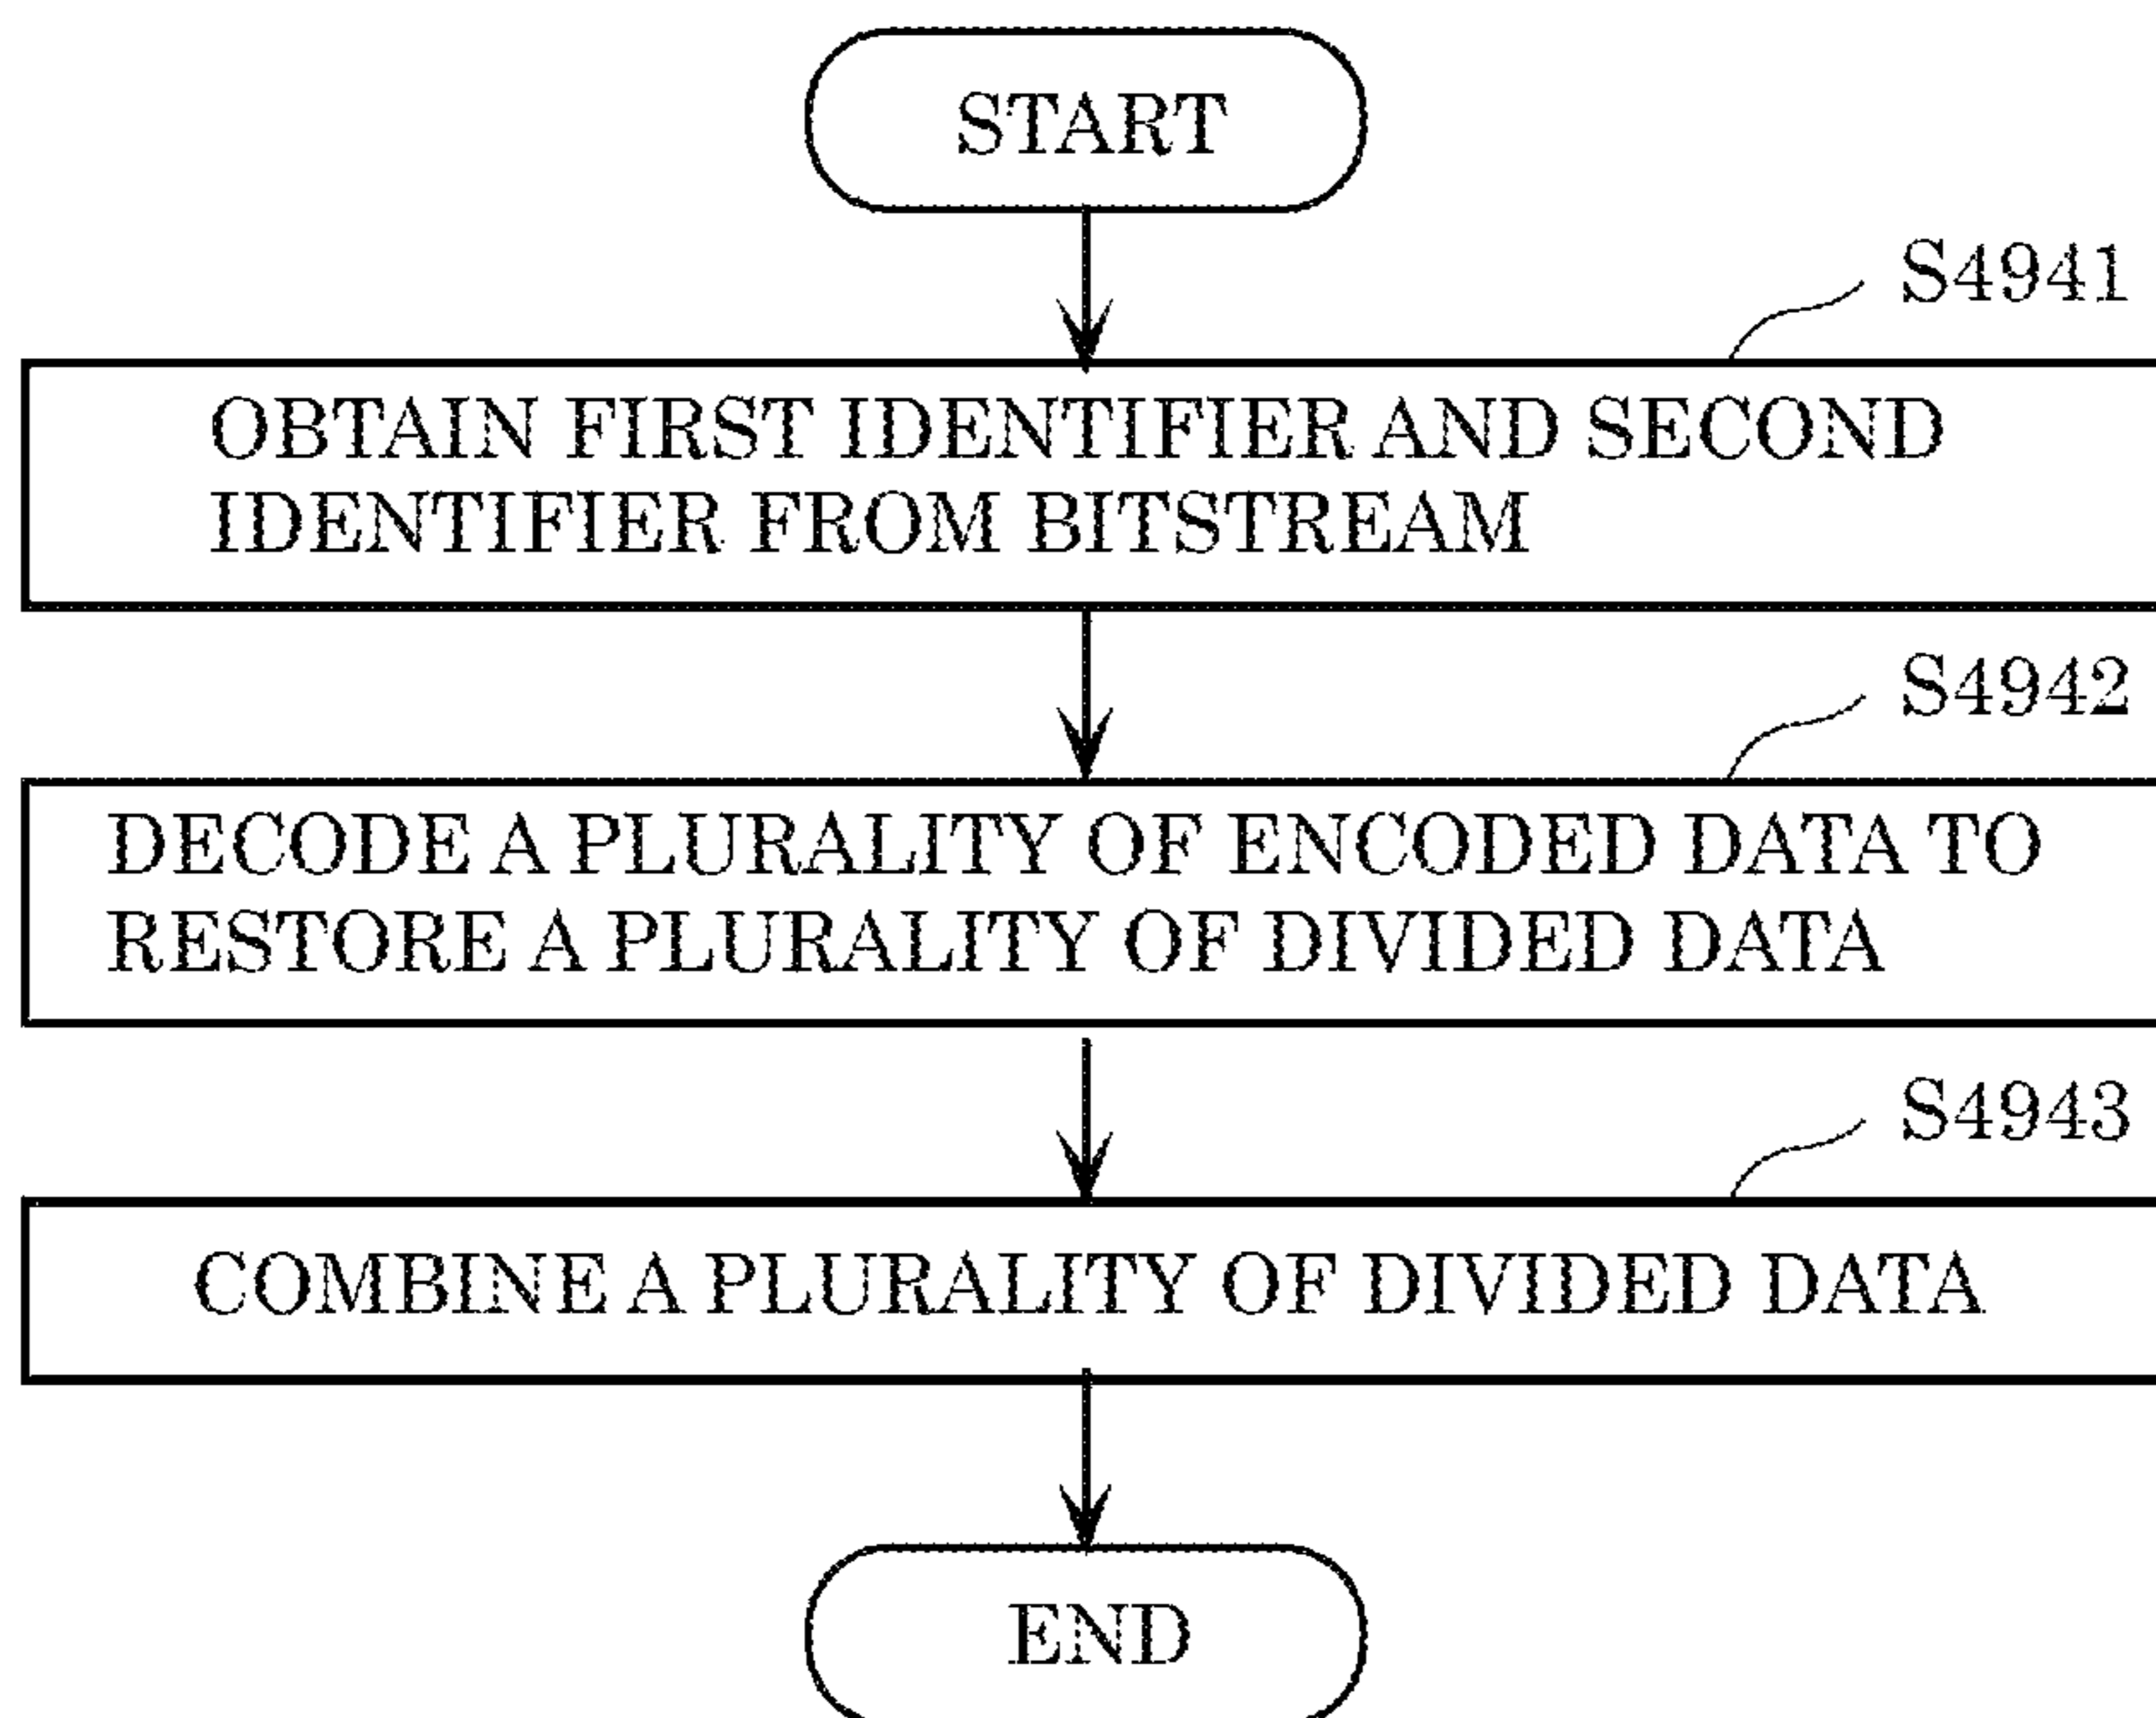 START
S4941
OBTAIN FIRST IDENTIFIER AND SECOND
IDENTIFIER FROM BITSTREAM
S4942
DECODE A PLURALITY OF ENCODED DATA TO
RESTORE A PLURALITY OF DIVIDED DATA
S4943
COMBINE A PLURALITY OF DIVIDED DATA
END